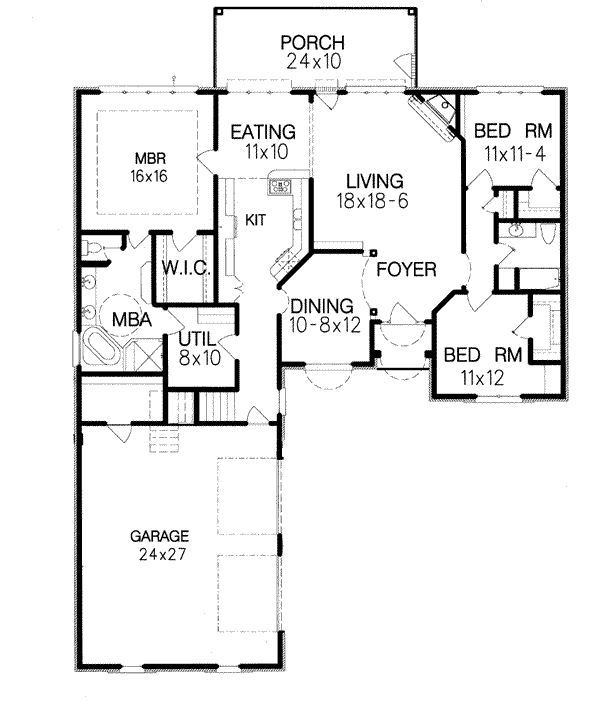 PORCH
24x10
EATING
11x10
BED RM
11x11-4
MBR
16x16
LIVING
18x18-6
KIT
W.I.C.
FOYER
MBA
DINING
10-8x12
UTIL
8x10
BED RM
11x12
GARAGE
24x27